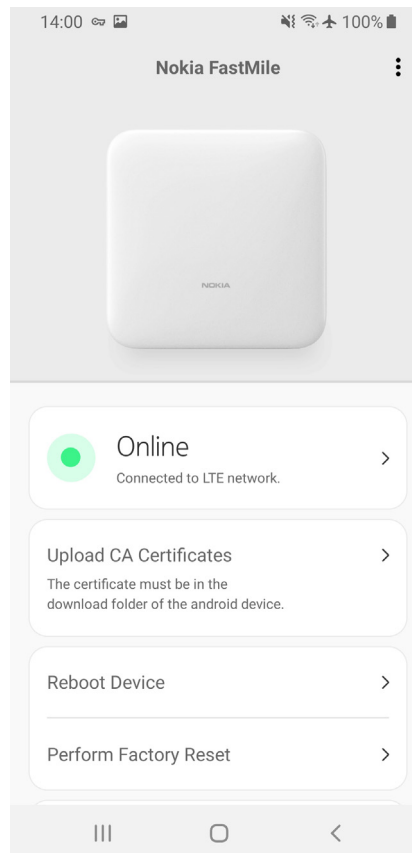 14:00 100%
Nokia FastMile
NOKIA
Online
Connected to LTE network.
Upload CA Certificates
The certificate must be in the
download folder of the android device.
Reboot Device
Perform Factory Reset